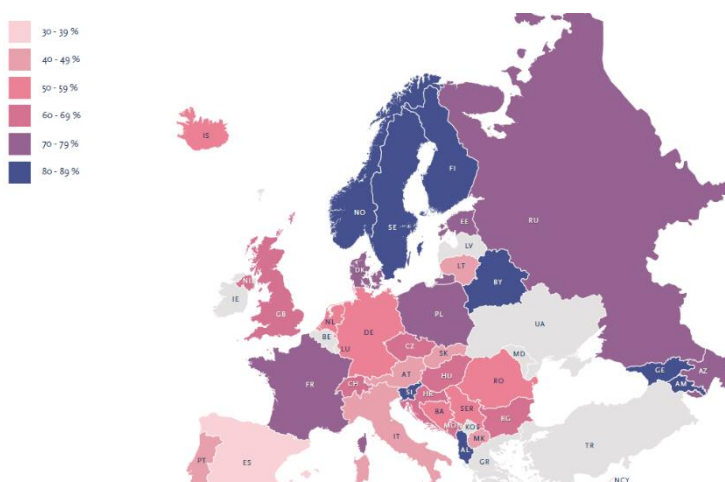 30 - 39 %
40 - 49 %
50 - 59 %
60 - 69 %
70 - 79 %
80 - 89 %
IS
NO
SE
FI
RU
EE
LV
LT
DK
BY
IE
GB
NL
DE
PL
BE
LU
UA
CZ
SK
MD
FR
CH
AT
HU
RO
SI
HR
BA
SER
BG
GE
AZ
AM
KOS
MK
AL
IT
PT
ES
GR
TR
NCY